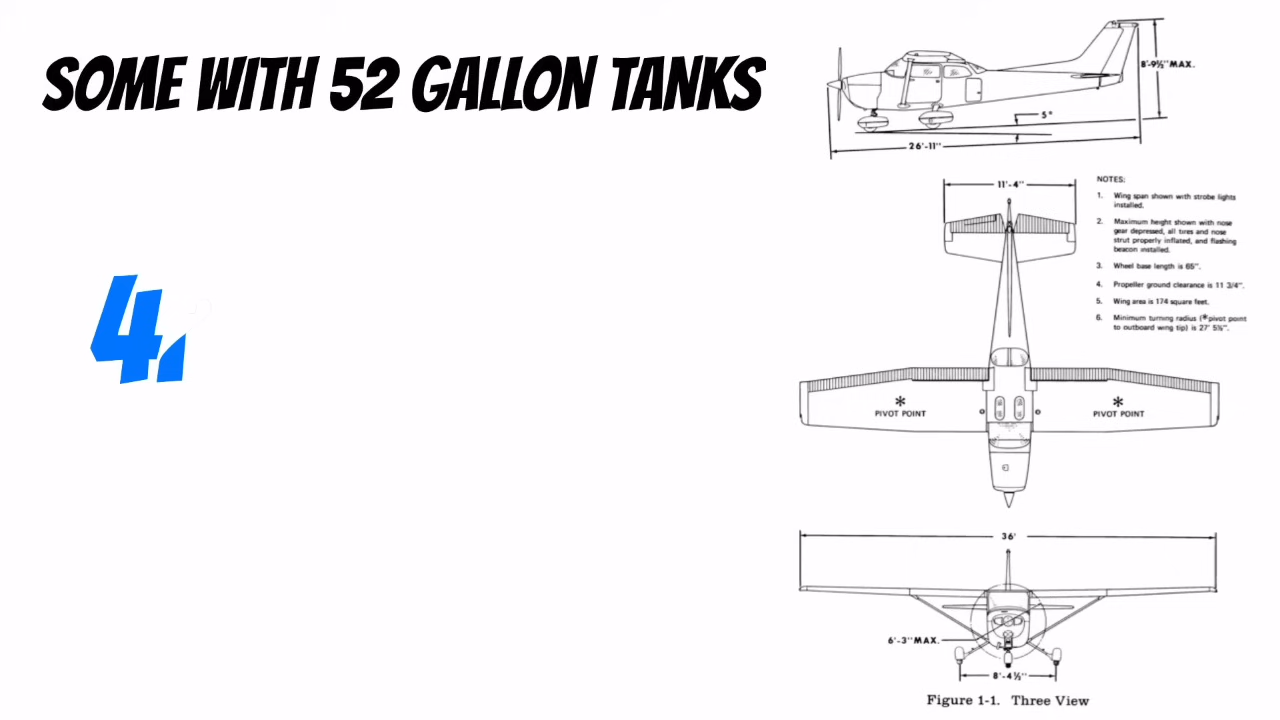 SOME WITH 52 GALLON TANKS
4.
8'-9½" MAX.
5°
26'-11"
11'-4"
NOTES:
1. Wing span shown with strobe lights
installed.
2. Maximum height shown with nose
gear depressed, all tires and nose
strut properly inflated, and flashing
beacon installed.
3. Wheel base length is 65".
4. Propeller ground clearance is 11 3/4".
5. Wing area is 174 square feet.
6. Minimum turning radius (*pivot point
to outboard wing tip) is 27' 5½".
* *
PIVOT POINT PIVOT POINT
36'
6'-3" MAX.
8'-4½"
Figure 1-1. Three View